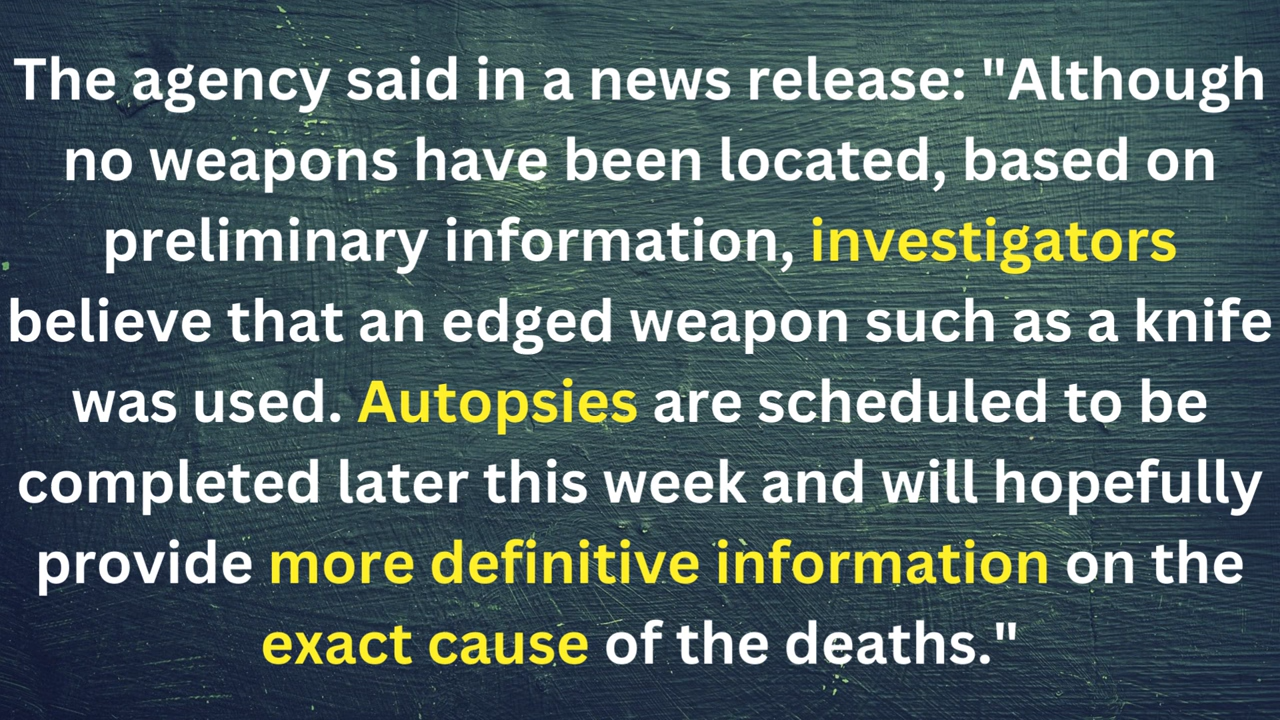 The agency said in a news release: "Although
no weapons have been located, based on
preliminary information, investigators
believe that an edged weapon such as a knife
was used. Autopsies are scheduled to be
completed later this week and will hopefully
provide more definitive information on the
exact cause of the deaths."